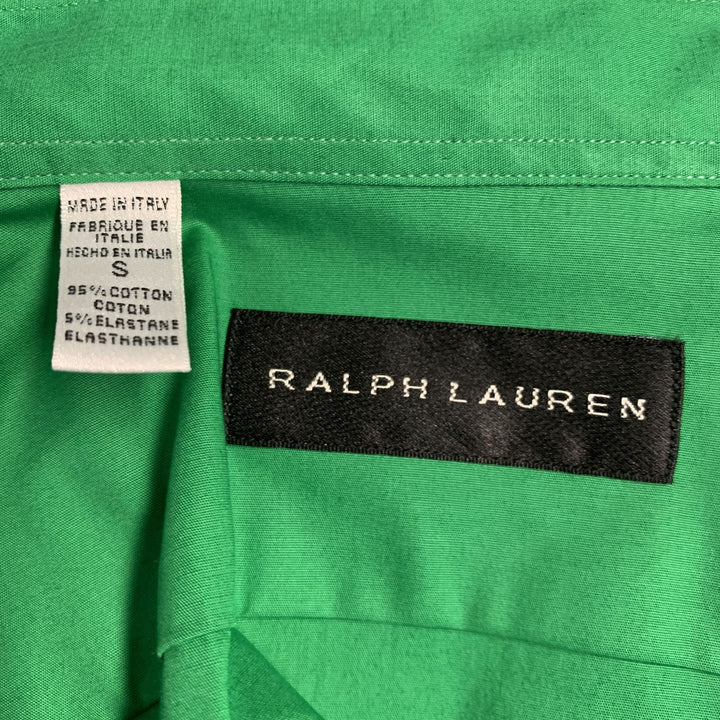 MADE IN ITALY
FABRIQUE EN
ITALIE
HECHO EN ITALIA
S
95% COTTON
COTON
5% ELASTANE
ELASTHANNE
RALPH LAUREN